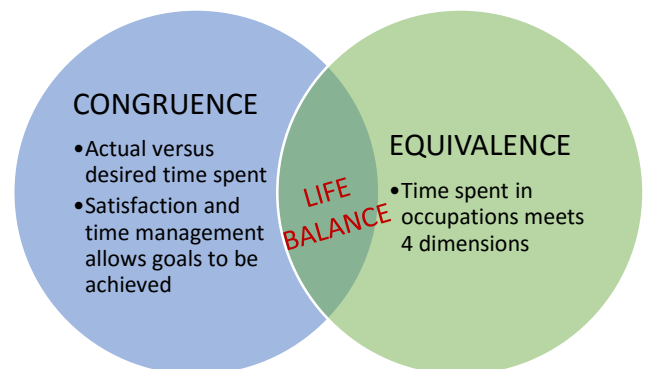 CONGRUENCE
•Actual versus
desired time spent
•Satisfaction and
time management
allows goals to be
achieved
LIFE
BALANCE
EQUIVALENCE
•Time spent in
occupations meets
4 dimensions